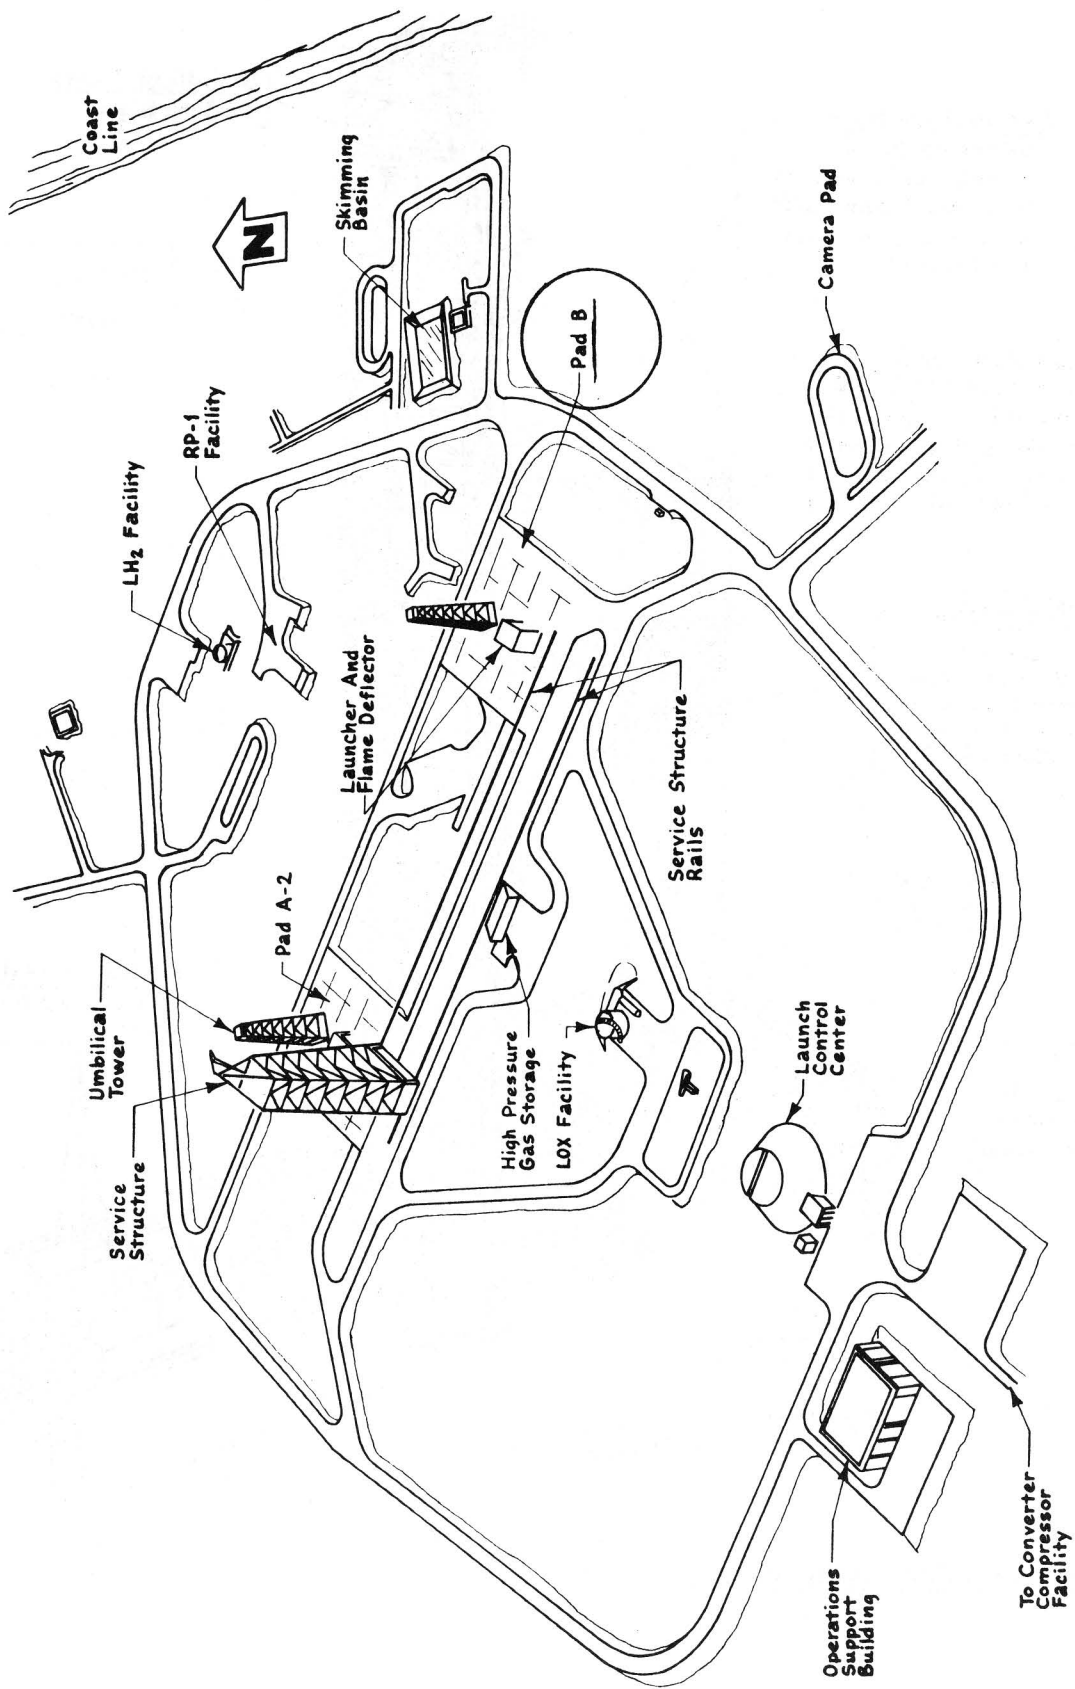 Coast
Line
N
Skimming
Basin
Camera Pad
Pad B
RP-1
Facility
LH2 Facility
Launcher And
Flame Deflector
Service Structure
Rails
Pad A-2
Umbilical
Tower
Service
Structure
High Pressure
Gas Storage
LOX Facility
Launch
Control
Center
Operations
Support
Building
To Converter
Compressor
Facility